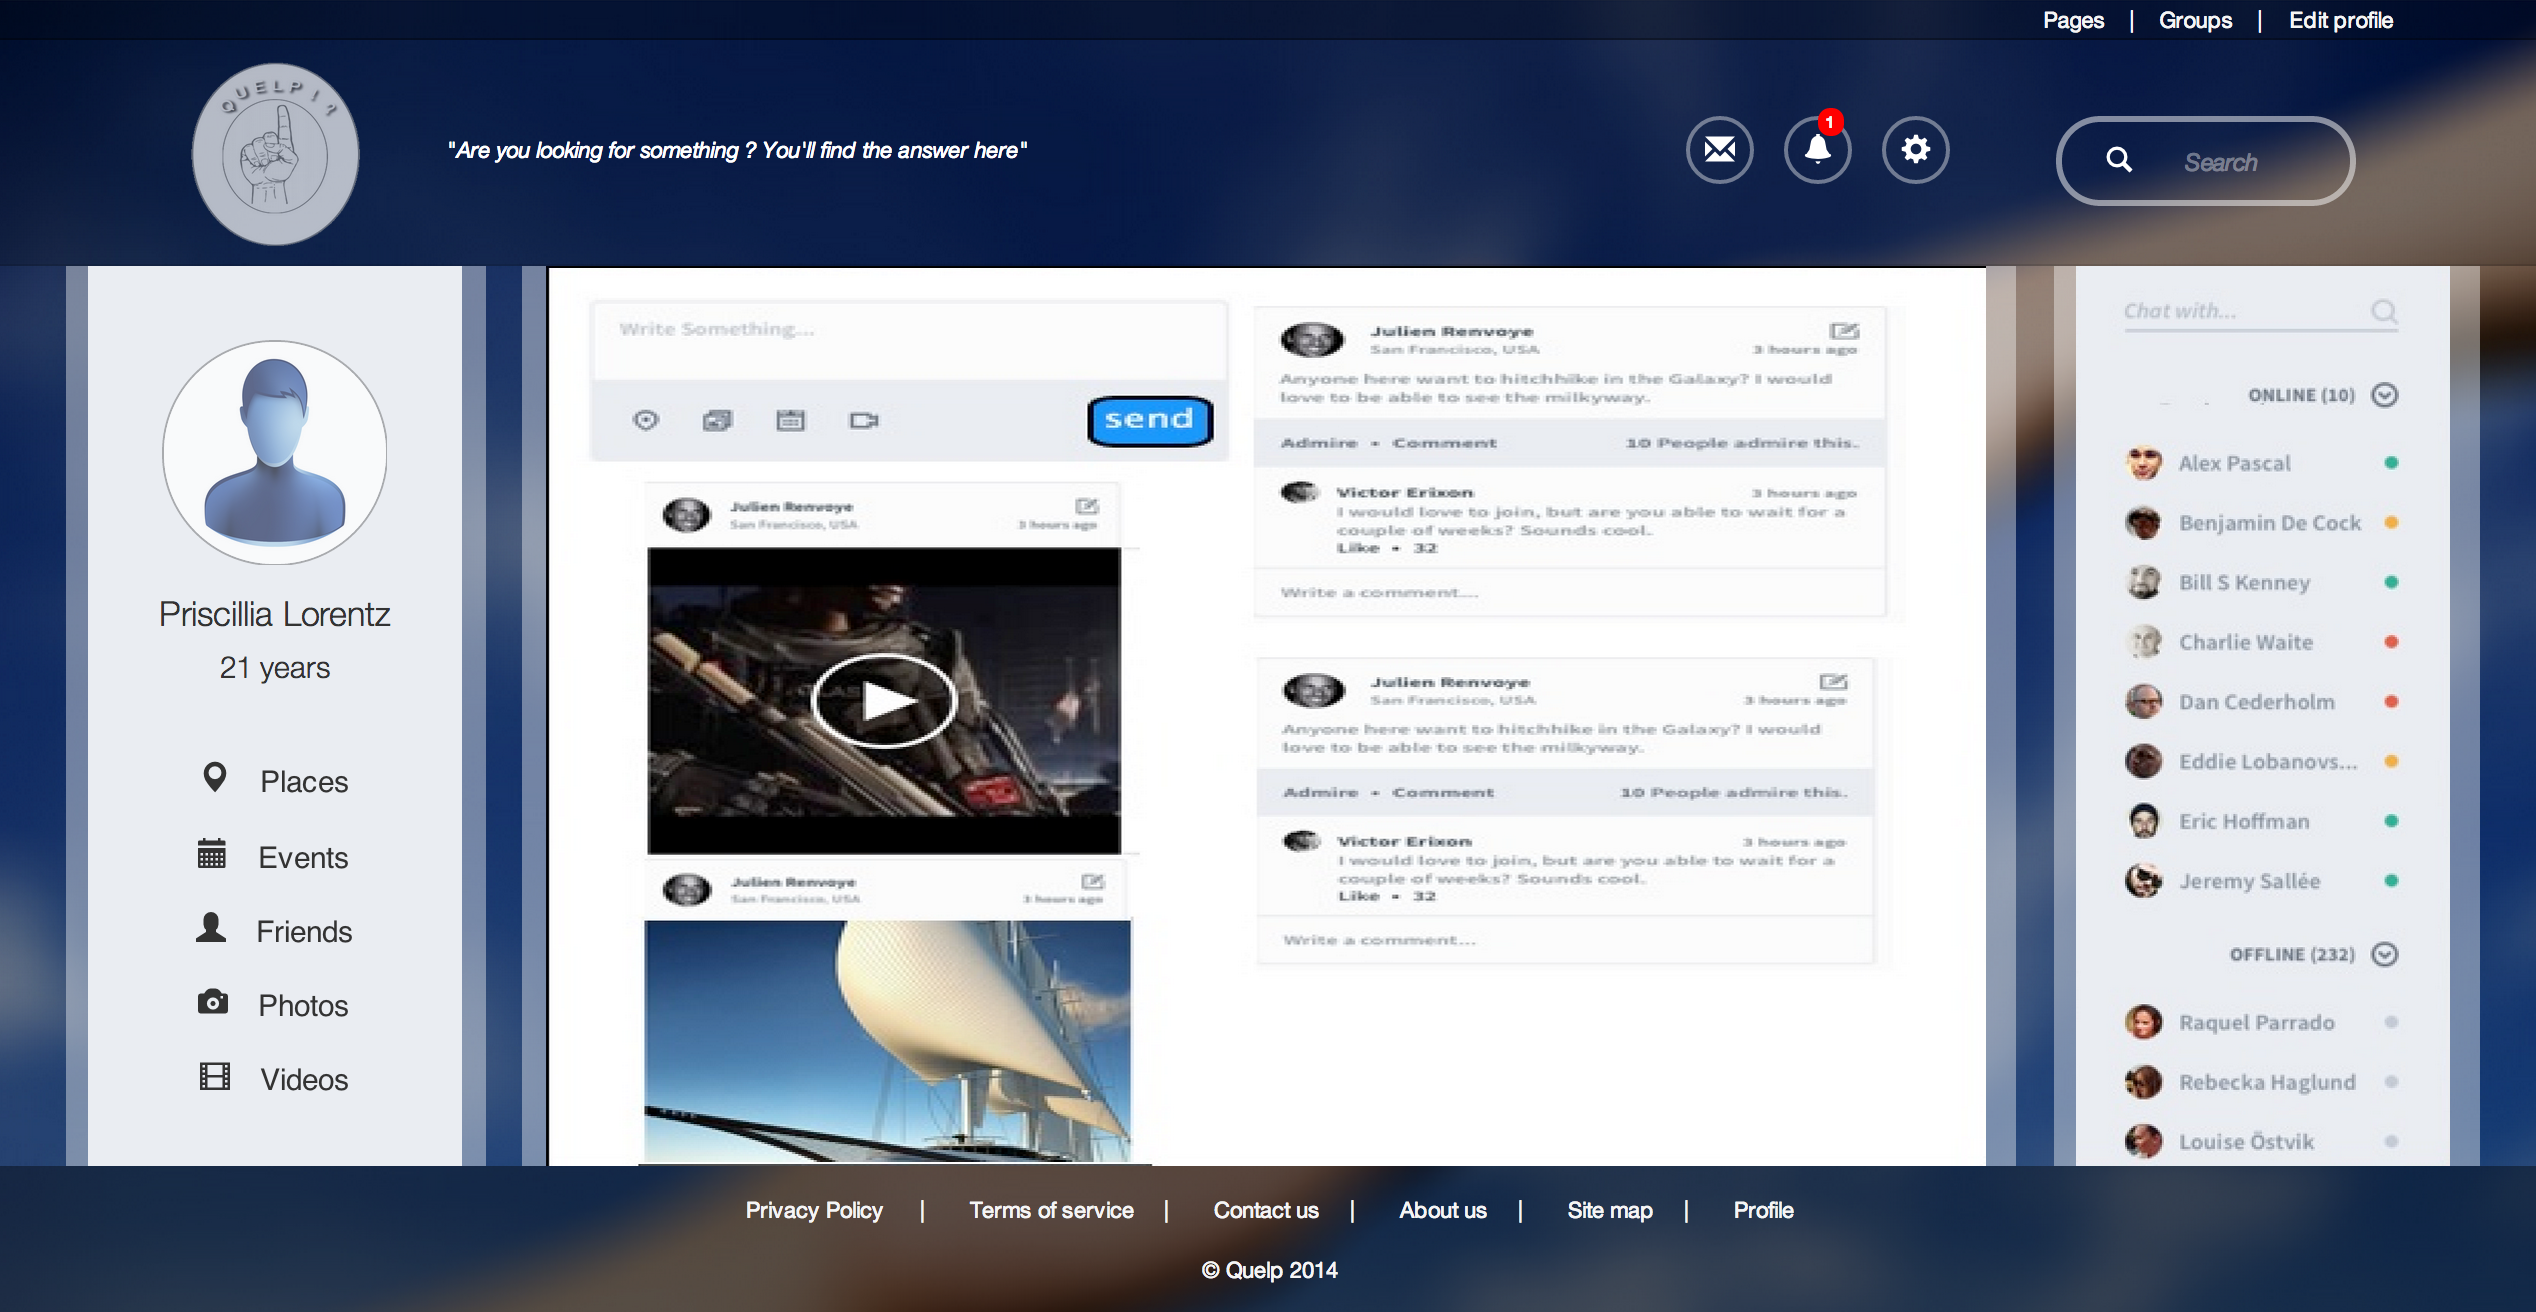 Pages | Groups | Edit profile
QUELP!?
"Are you looking for something ? You'll find the answer here"
1
Search
Priscillia Lorentz
21 years
Places
Events
Friends
Photos
Videos
Write Something...
send
Julien Renvoye
San Francisco, USA
3 hours ago
Julien Renvoye
San Francisco, USA
3 hours ago
Julien Renvoye
San Francisco, USA
3 hours ago
Anyone here want to hitchhike in the Galaxy? I would
love to be able to see the milkyway.
Admire • Comment
10 People admire this.
Victor Erixon
3 hours ago
I would love to join, but are you able to wait for a
couple of weeks? Sounds cool.
Like • 32
Write a comment...
Julien Renvoye
San Francisco, USA
3 hours ago
Anyone here want to hitchhike in the Galaxy? I would
love to be able to see the milkyway.
Admire • Comment
10 People admire this.
Victor Erixon
3 hours ago
I would love to join, but are you able to wait for a
couple of weeks? Sounds cool.
Like • 32
Write a comment...
Chat with...
ONLINE (10)
Alex Pascal
Benjamin De Cock
Bill S Kenney
Charlie Waite
Dan Cederholm
Eddie Lobanovs...
Eric Hoffman
Jeremy Sallée
OFFLINE (232)
Raquel Parrado
Rebecka Haglund
Louise Östvik
Privacy Policy | Terms of service | Contact us | About us | Site map | Profile
© Quelp 2014